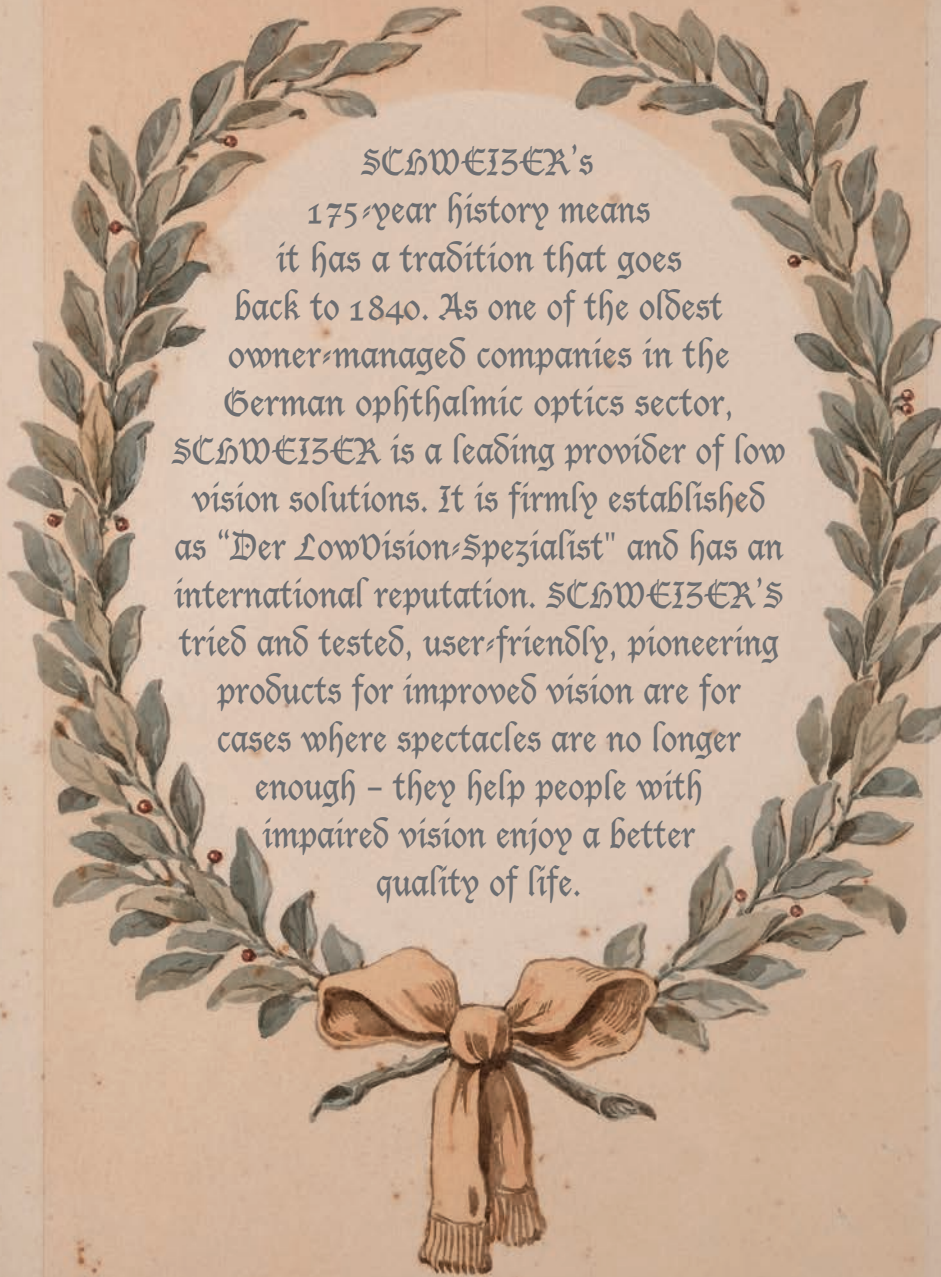 SCHWEIZER's
175-year history means
it has a tradition that goes
back to 1840. As one of the oldest
owner-managed companies in the
German ophthalmic optics sector,
SCHWEIZER is a leading provider of low
vision solutions. It is firmly established
as “Der LowVision-Spezialist" and has an
international reputation. SCHWEIZER'S
tried and tested, user-friendly, pioneering
products for improved vision are for
cases where spectacles are no longer
enough – they help people with
impaired vision enjoy a better
quality of life.